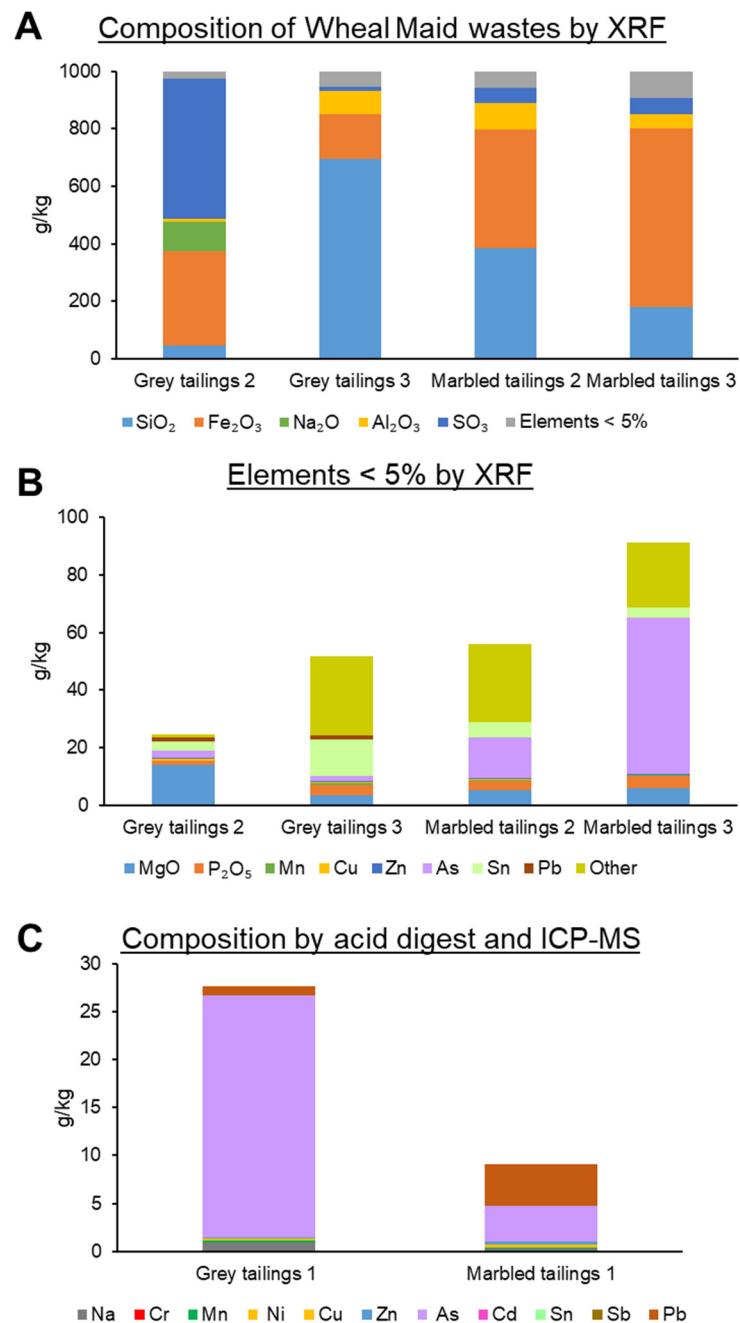 A
Composition of Wheal Maid wastes by XRF
1000
800
600
400
200
0
g/kg
Grey tailings 2 Grey tailings 3 Marbled tailings 2 Marbled tailings 3
SiO₂ Fe₂O₃ Na₂O Al₂O₃ SO₃ Elements < 5%
B
Elements < 5% by XRF
100
80
60
40
20
0
g/kg
Grey tailings 2 Grey tailings 3 Marbled tailings 2 Marbled tailings 3
MgO P₂O₅ Mn Cu Zn As Sn Pb Other
C
Composition by acid digest and ICP-MS
30
25
20
15
10
5
0
g/kg
Grey tailings 1 Marbled tailings 1
Na Cr Mn Ni Cu Zn As Cd Sn Sb Pb